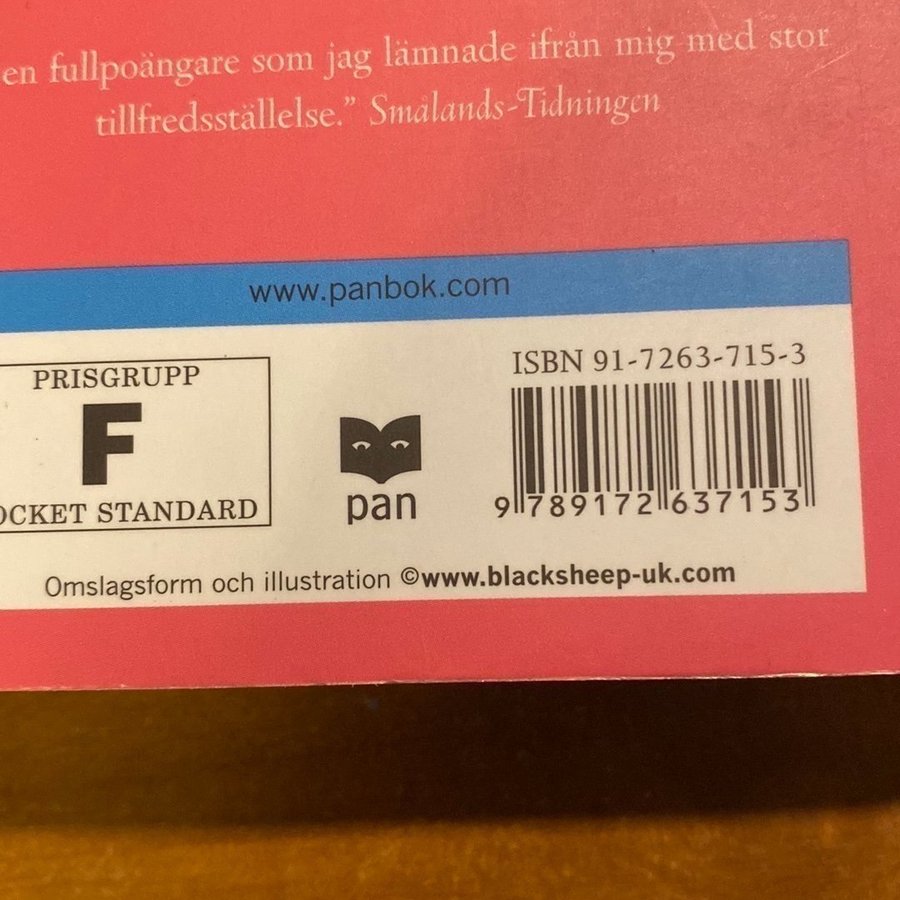 en fullpoängare som jag lämnade ifrån mig med stor
tillfredsställelse.” Smålands-Tidningen
www.panbok.com
PRISGRUPP
F
OCKET STANDARD
pan
ISBN 91-7263-715-3
9 789172 637153
Omslagsform och illustration ©www.blacksheep-uk.com